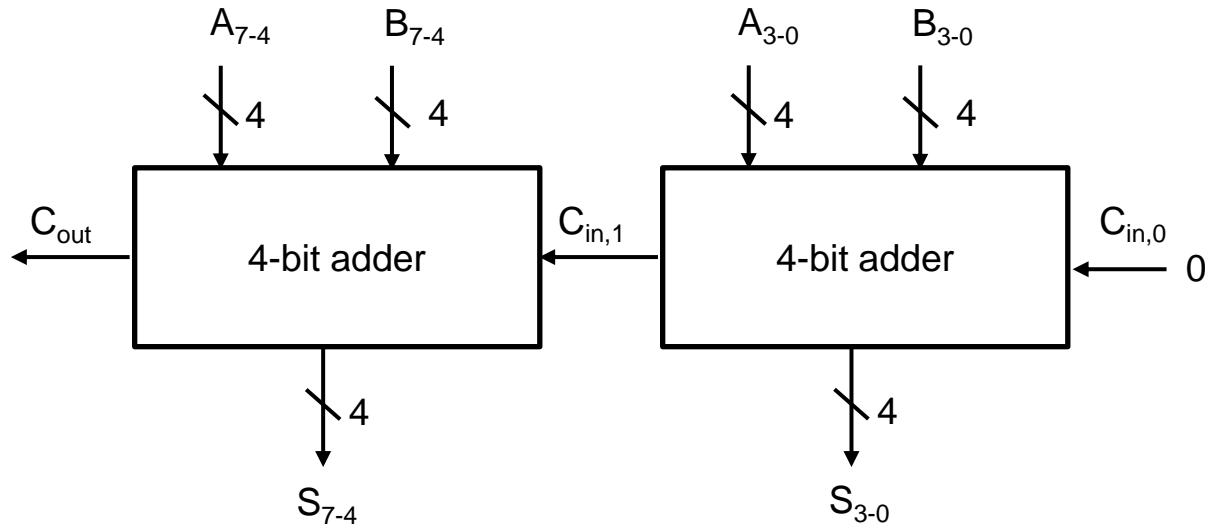 A7-4 B7-4 A3-0 B3-0
4 4 4 4
Cout 4-bit adder Cin,1 4-bit adder Cin,0
0
4 4
S7-4 S3-0